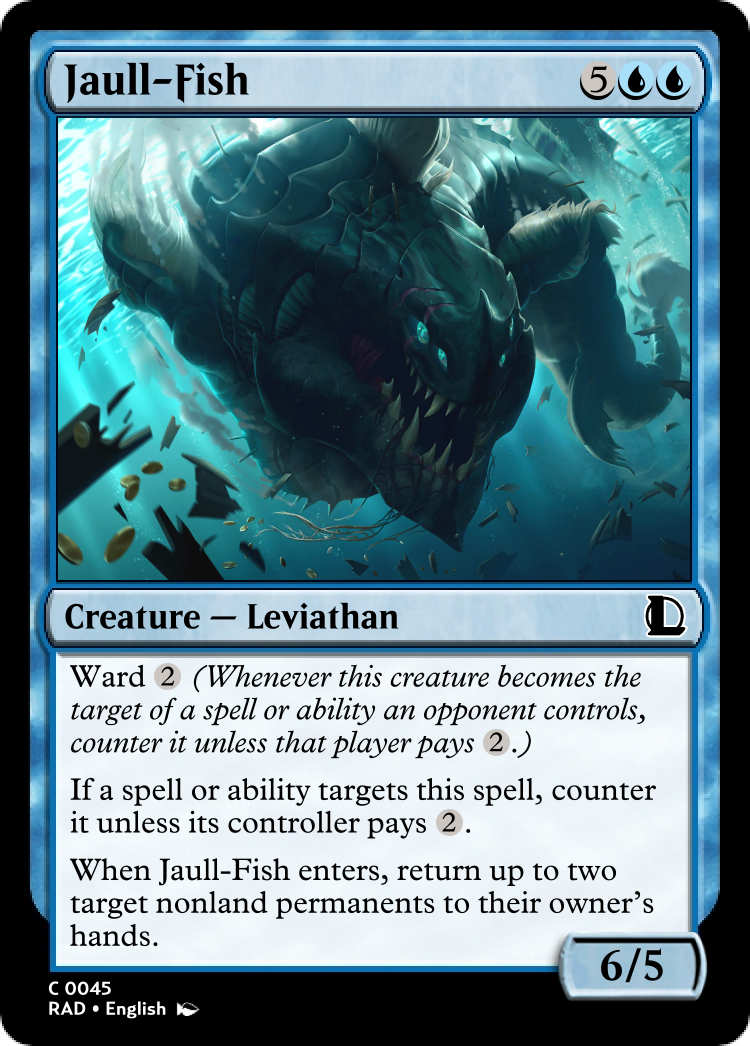 Jaull-Fish 5
Creature — Leviathan
Ward 2 (Whenever this creature becomes the
target of a spell or ability an opponent controls,
counter it unless that player pays 2.)
If a spell or ability targets this spell, counter
it unless its controller pays 2.
When Jaull-Fish enters, return up to two
target nonland permanents to their owner's
hands.
6/5
C 0045
RAD • English